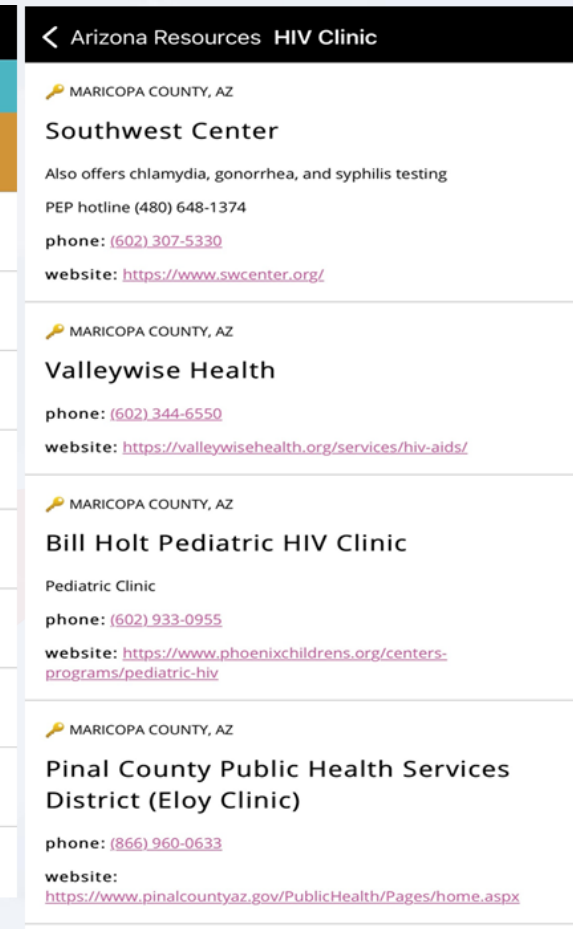 Arizona Resources HIV Clinic
MARICOPA COUNTY, AZ
Southwest Center
Also offers chlamydia, gonorrhea, and syphilis testing
PEP hotline (480) 648-1374
phone: (602) 307-5330
website: https://www.swcenter.org/
MARICOPA COUNTY, AZ
Valleywise Health
phone: (602) 344-6550
website: https://valleywisehealth.org/services/hiv-aids/
MARICOPA COUNTY, AZ
Bill Holt Pediatric HIV Clinic
Pediatric Clinic
phone: (602) 933-0955
website: https://www.phoenixchildrens.org/centers-
programs/pediatric-hiv
MARICOPA COUNTY, AZ
Pinal County Public Health Services
District (Eloy Clinic)
phone: (866) 960-0633
website:
https://www.pinalcountyaz.gov/PublicHealth/Pages/home.aspx